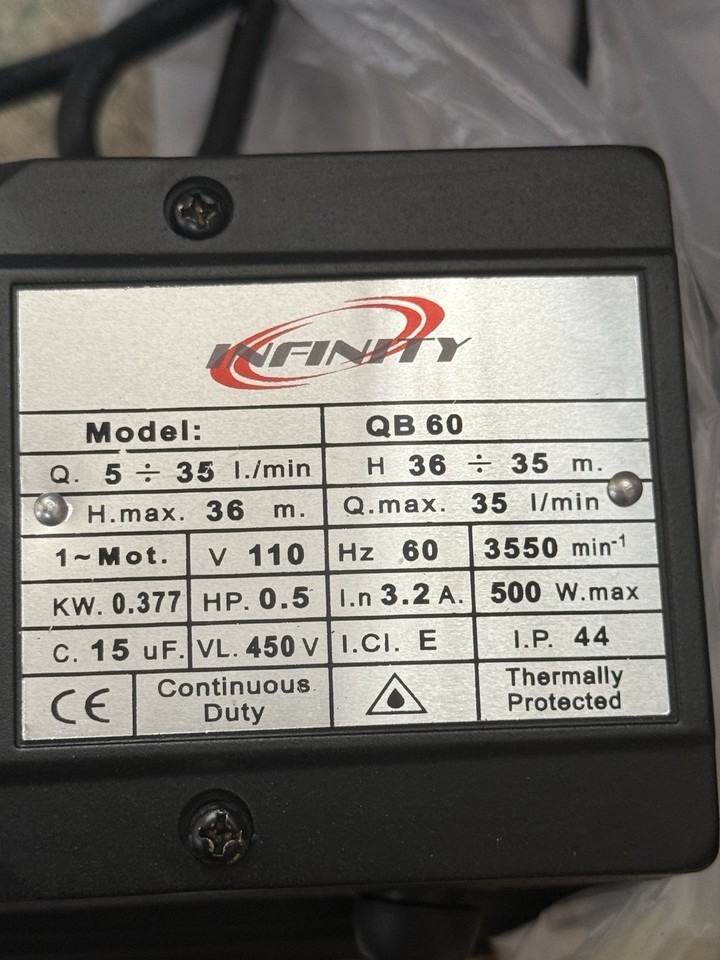 INFINITY
Model: QB 60
Q. 5 ÷ 35 l./min H 36 ÷ 35 m.
H.max. 36 m. Q.max. 35 l/min
1~Mot. V 110 Hz 60 3550 min-1
KW. 0.377 HP. 0.5 I.n 3.2 A. 500 W.max
C. 15 uF. VL. 450 V I.Cl. E I.P. 44
CE Continuous Duty Thermally Protected